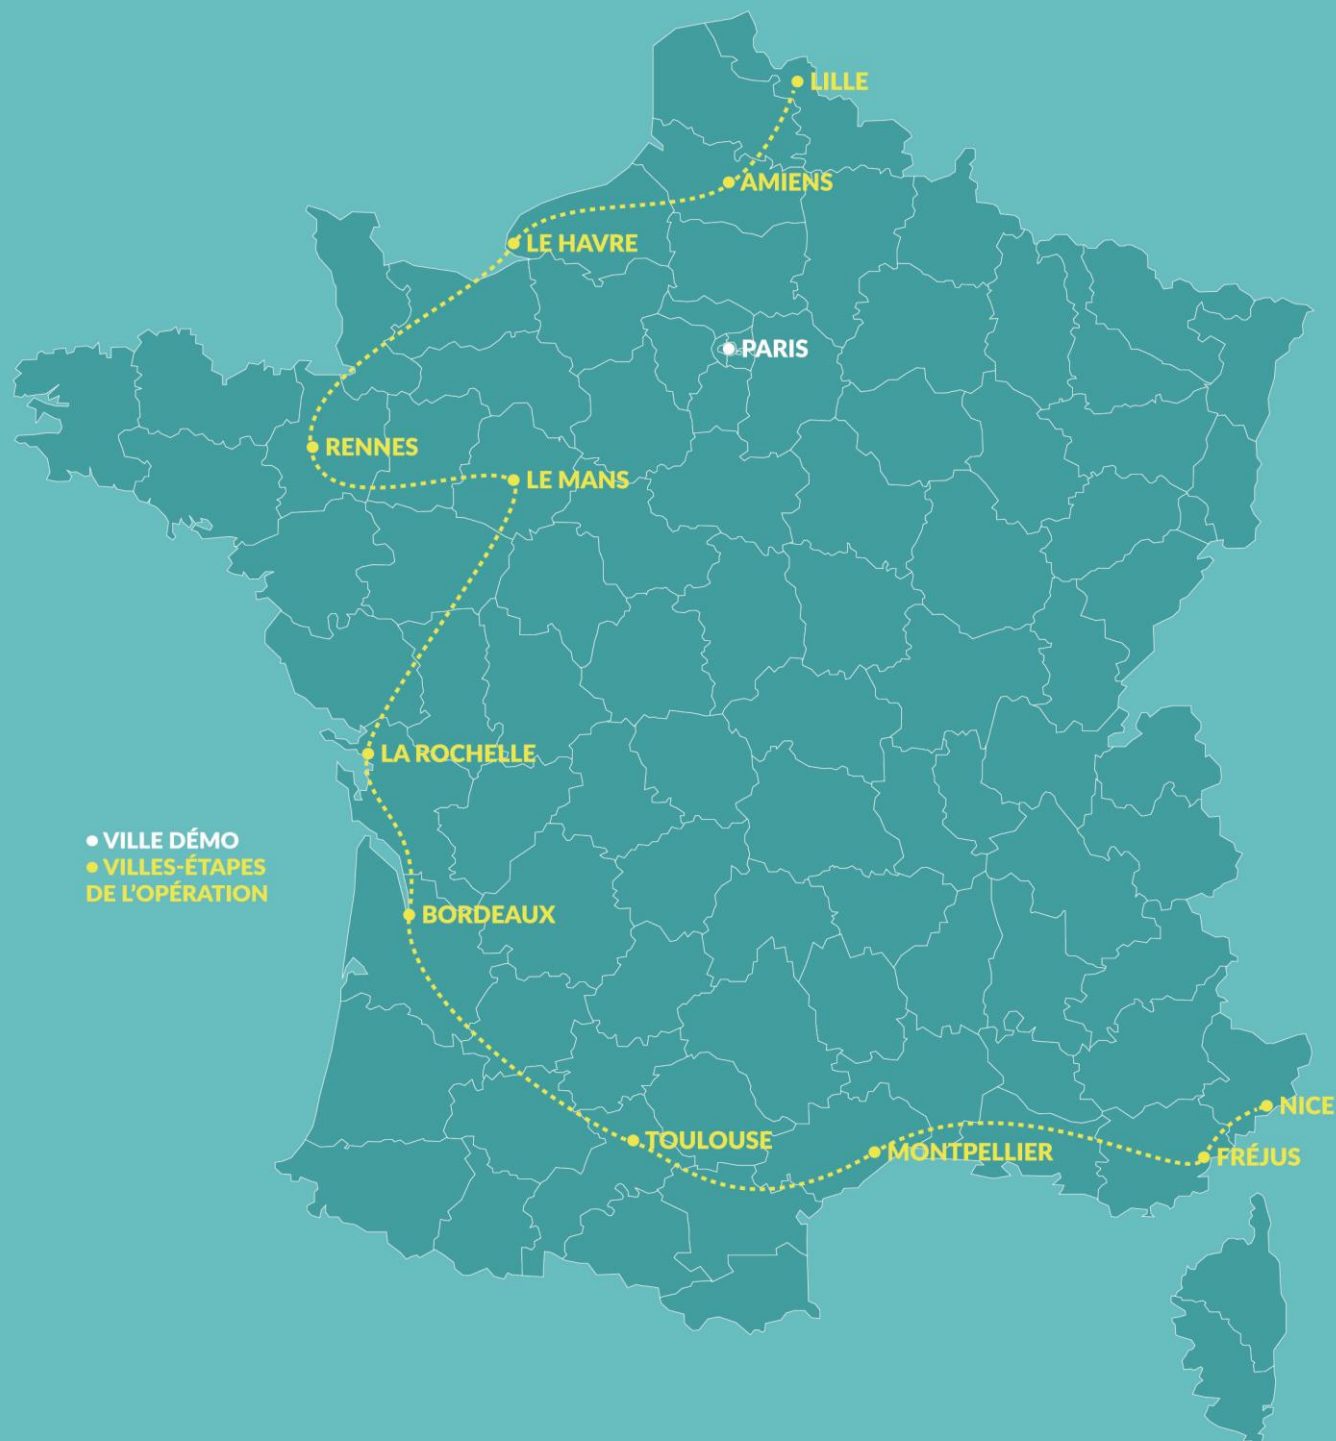 LILLE
AMIENS
LE HAVRE
PARIS
RENNES
LE MANS
LA ROCHELLE
VILLE DÉMO
VILLES-ÉTAPES
DE L'OPÉRATION
BORDEAUX
NICE
TOULOUSE
MONTPELLIER
FRÉJUS